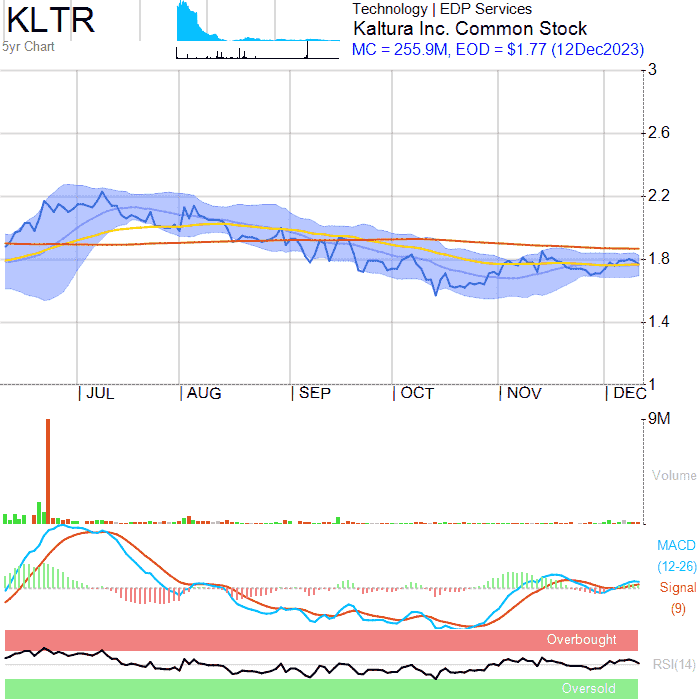 KLTR
5yr Chart
Technology | EDP Services
Kaltura Inc. Common Stock
MC = 255.9M, EOD = $1.77 (12Dec2023)
3
2.6
2.2
1.8
1.4
1
| JUL | AUG | SEP | OCT | NOV | DEC
9M
Volume
MACD
(12-26)
Signal
(9)
Overbought
RSI(14)
Oversold